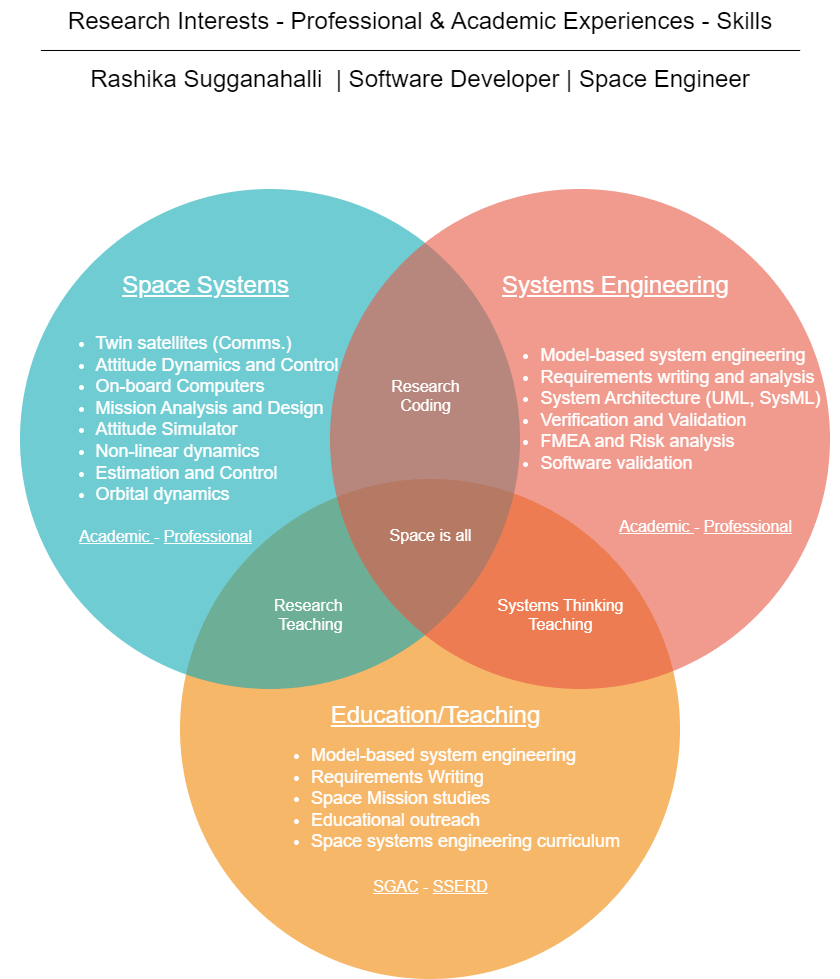 Research Interests - Professional & Academic Experiences - Skills
Rashika Sugganahalli | Software Developer | Space Engineer
Space Systems
• Twin satellites (Comms.)
• Attitude Dynamics and Control
• On-board Computers
• Mission Analysis and Design
• Attitude Simulator
• Non-linear dynamics
• Estimation and Control
• Orbital dynamics
Academic - Professional
Research
Coding
Systems Engineering
• Model-based system engineering
• Requirements writing and analysis
• System Architecture (UML, SysML)
• Verification and Validation
• FMEA and Risk analysis
• Software validation
Academic - Professional
Space is all
Research
Teaching
Systems Thinking
Teaching
Education/Teaching
• Model-based system engineering
• Requirements Writing
• Space Mission studies
• Educational outreach
• Space systems engineering curriculum
SGAC - SSERD